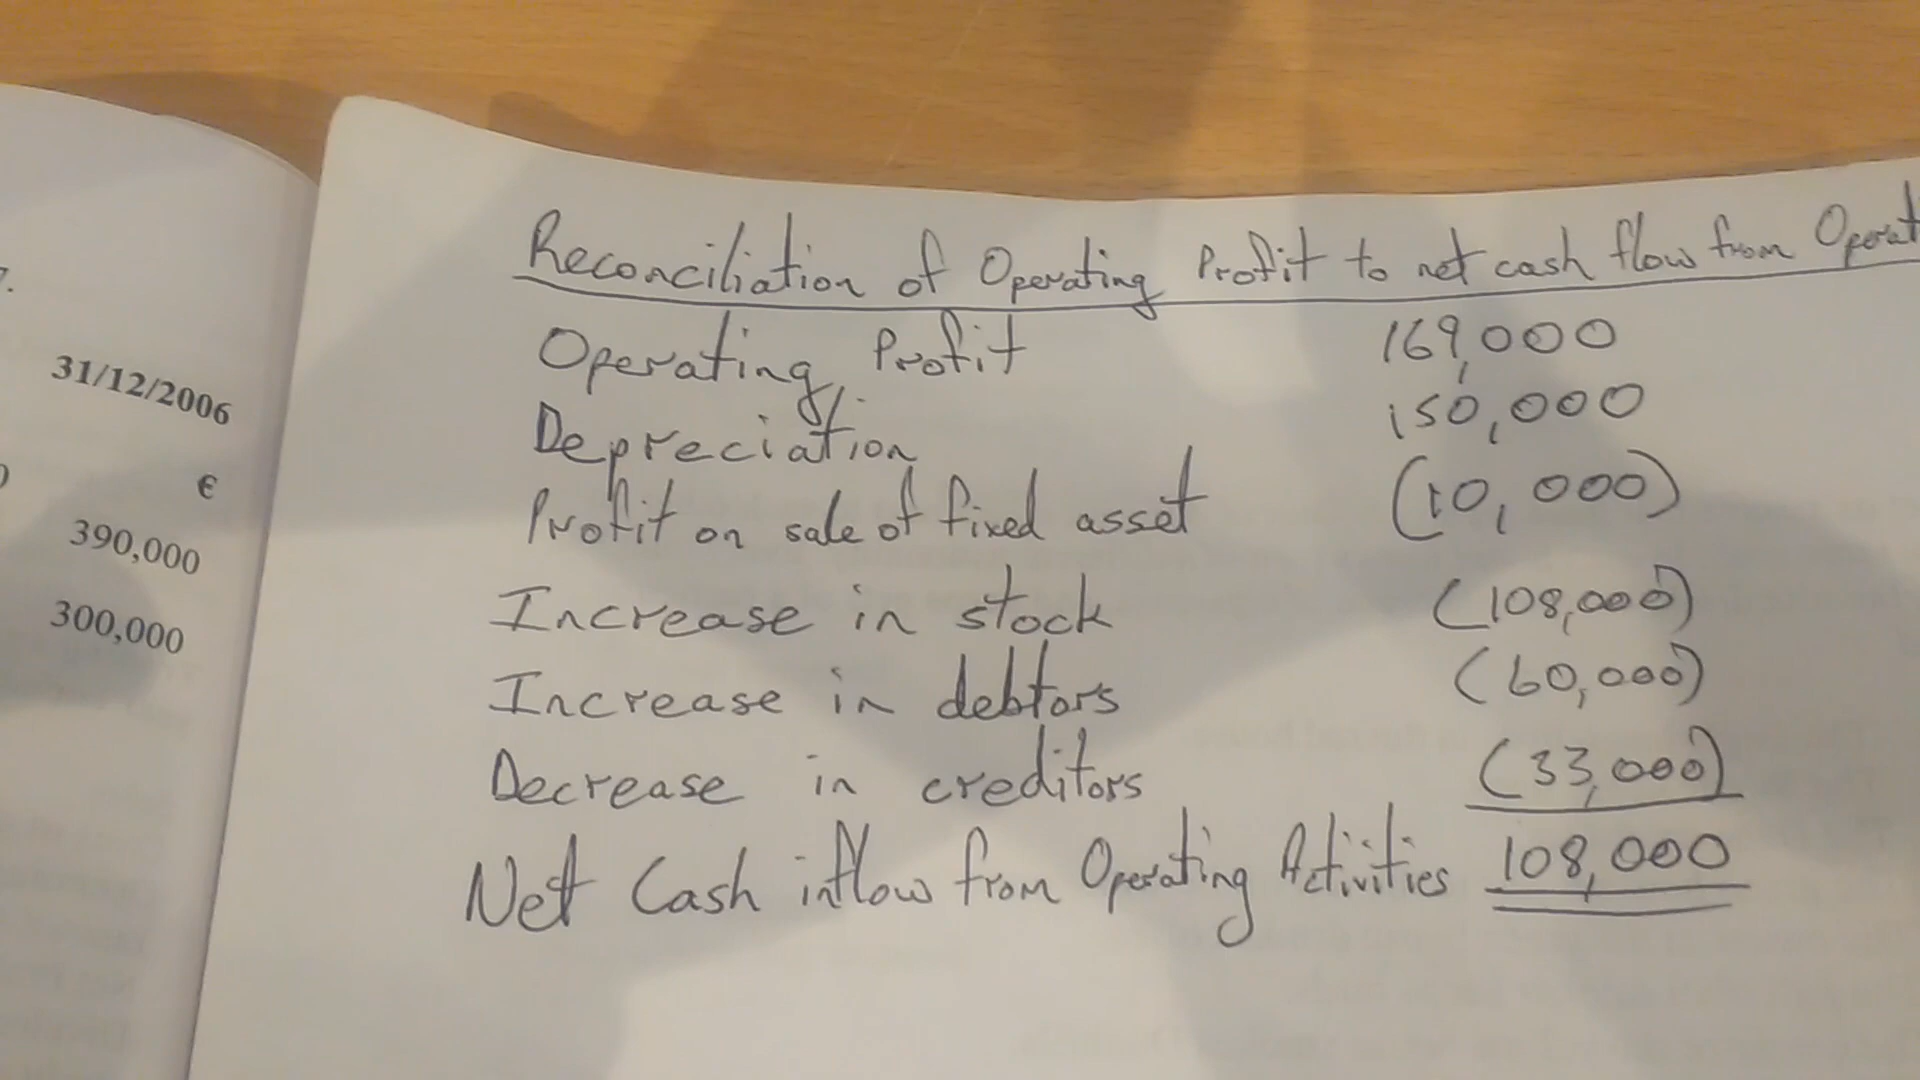 7.
31/12/2006
€
390,000
300,000
Reconciliation of Operating Profit to net cash flow from Operat
Operating Profit 169,000
Depreciation 150,000
Profit on sale of fixed asset (10,000)
Increase in stock (108,000)
Increase in debtors (60,000)
Decrease in creditors (33,000)
Net Cash inflow from Operating Activities 108,000